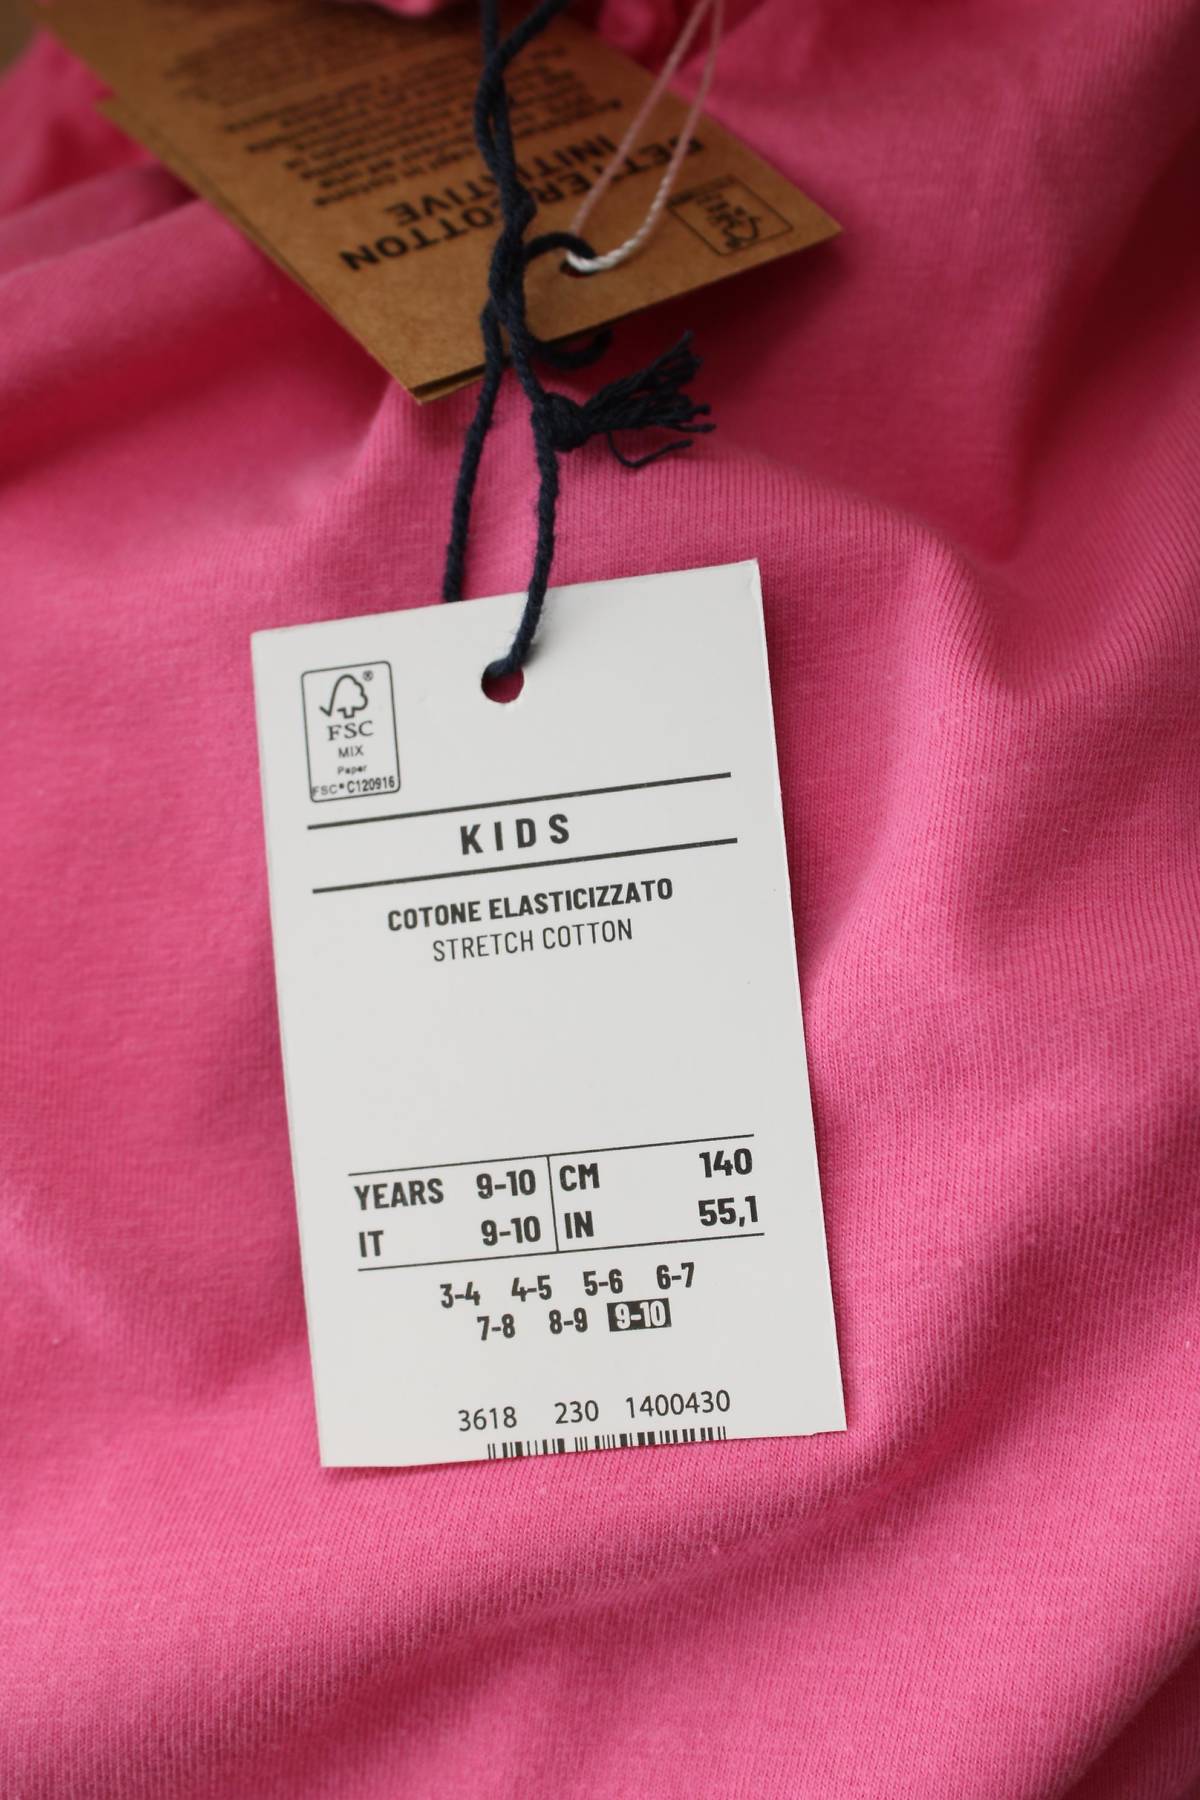 BETTER COTTON
INITIATIVE
FSC
MIX
Paper
FSC® C120916
KIDS
COTONE ELASTICIZZATO
STRETCH COTTON
YEARS 9-10 CM 140
IT 9-10 IN 55,1
3-4 4-5 5-6 6-7
7-8 8-9 9-10
3618 230 1400430